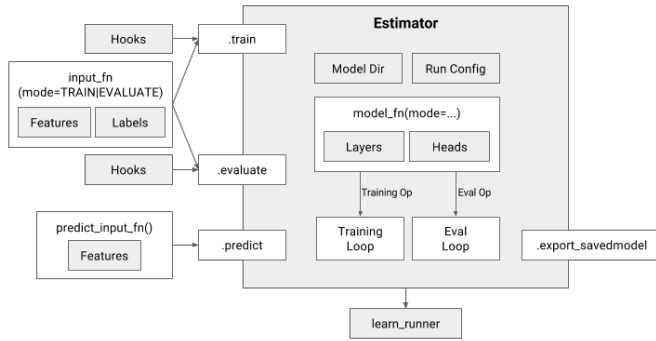 Estimator
Hooks
.train
input_fn
(mode=TRAIN|EVALUATE)
Features
Labels
Model Dir
Run Config
model_fn(mode=...)
Layers
Heads
Hooks
.evaluate
Training Op
Eval Op
predict_input_fn()
Features
.predict
Training
Loop
Eval
Loop
.export_savedmodel
learn_runner